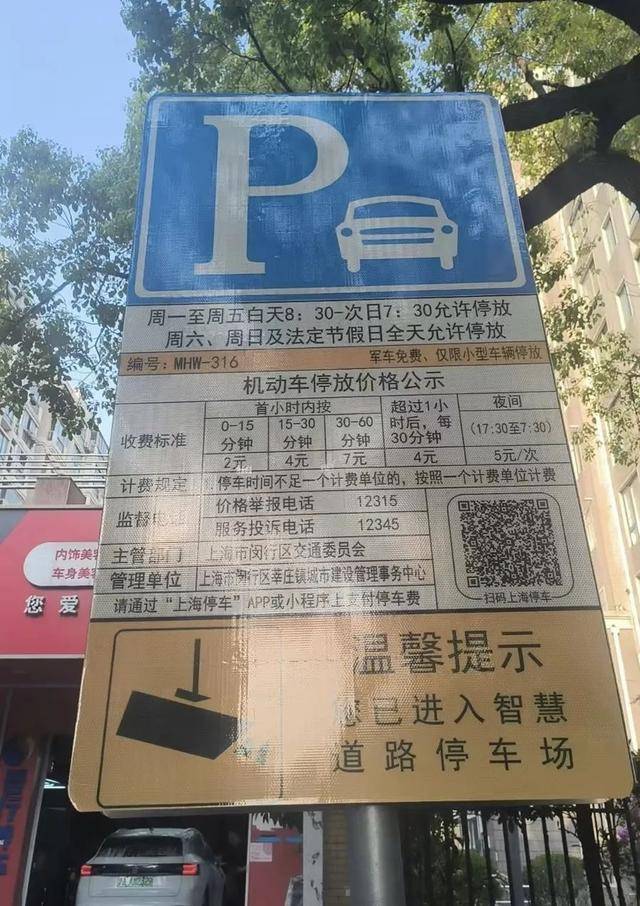 P
周一至周五白天8：30-次日7：30允许停放
周六、周日及法定节假日全天允许停放
编号：MHW-316 军车免费、仅限小型车辆停放
机动车停放价格公示
收费标准 首小时内按 超过1小时后，每30分钟 夜间
0-15分钟 15-30分钟 30-60分钟 (17:30至7:30)
2元 4元 7元 4元 5元/次
计费规定 停车时间不足一个计费单位的，按照一个计费单位计费
监督电话 价格举报电话 12315
服务投诉电话 12345
主管部门 上海市闵行区交通委员会
管理单位 上海市闵行区莘庄镇城市建设管理事务中心
请通过“上海停车”APP或小程序上支付停车费
扫码上海停车
温馨提示
您已进入智慧
道路停车场
内饰美容
车身美
您爱